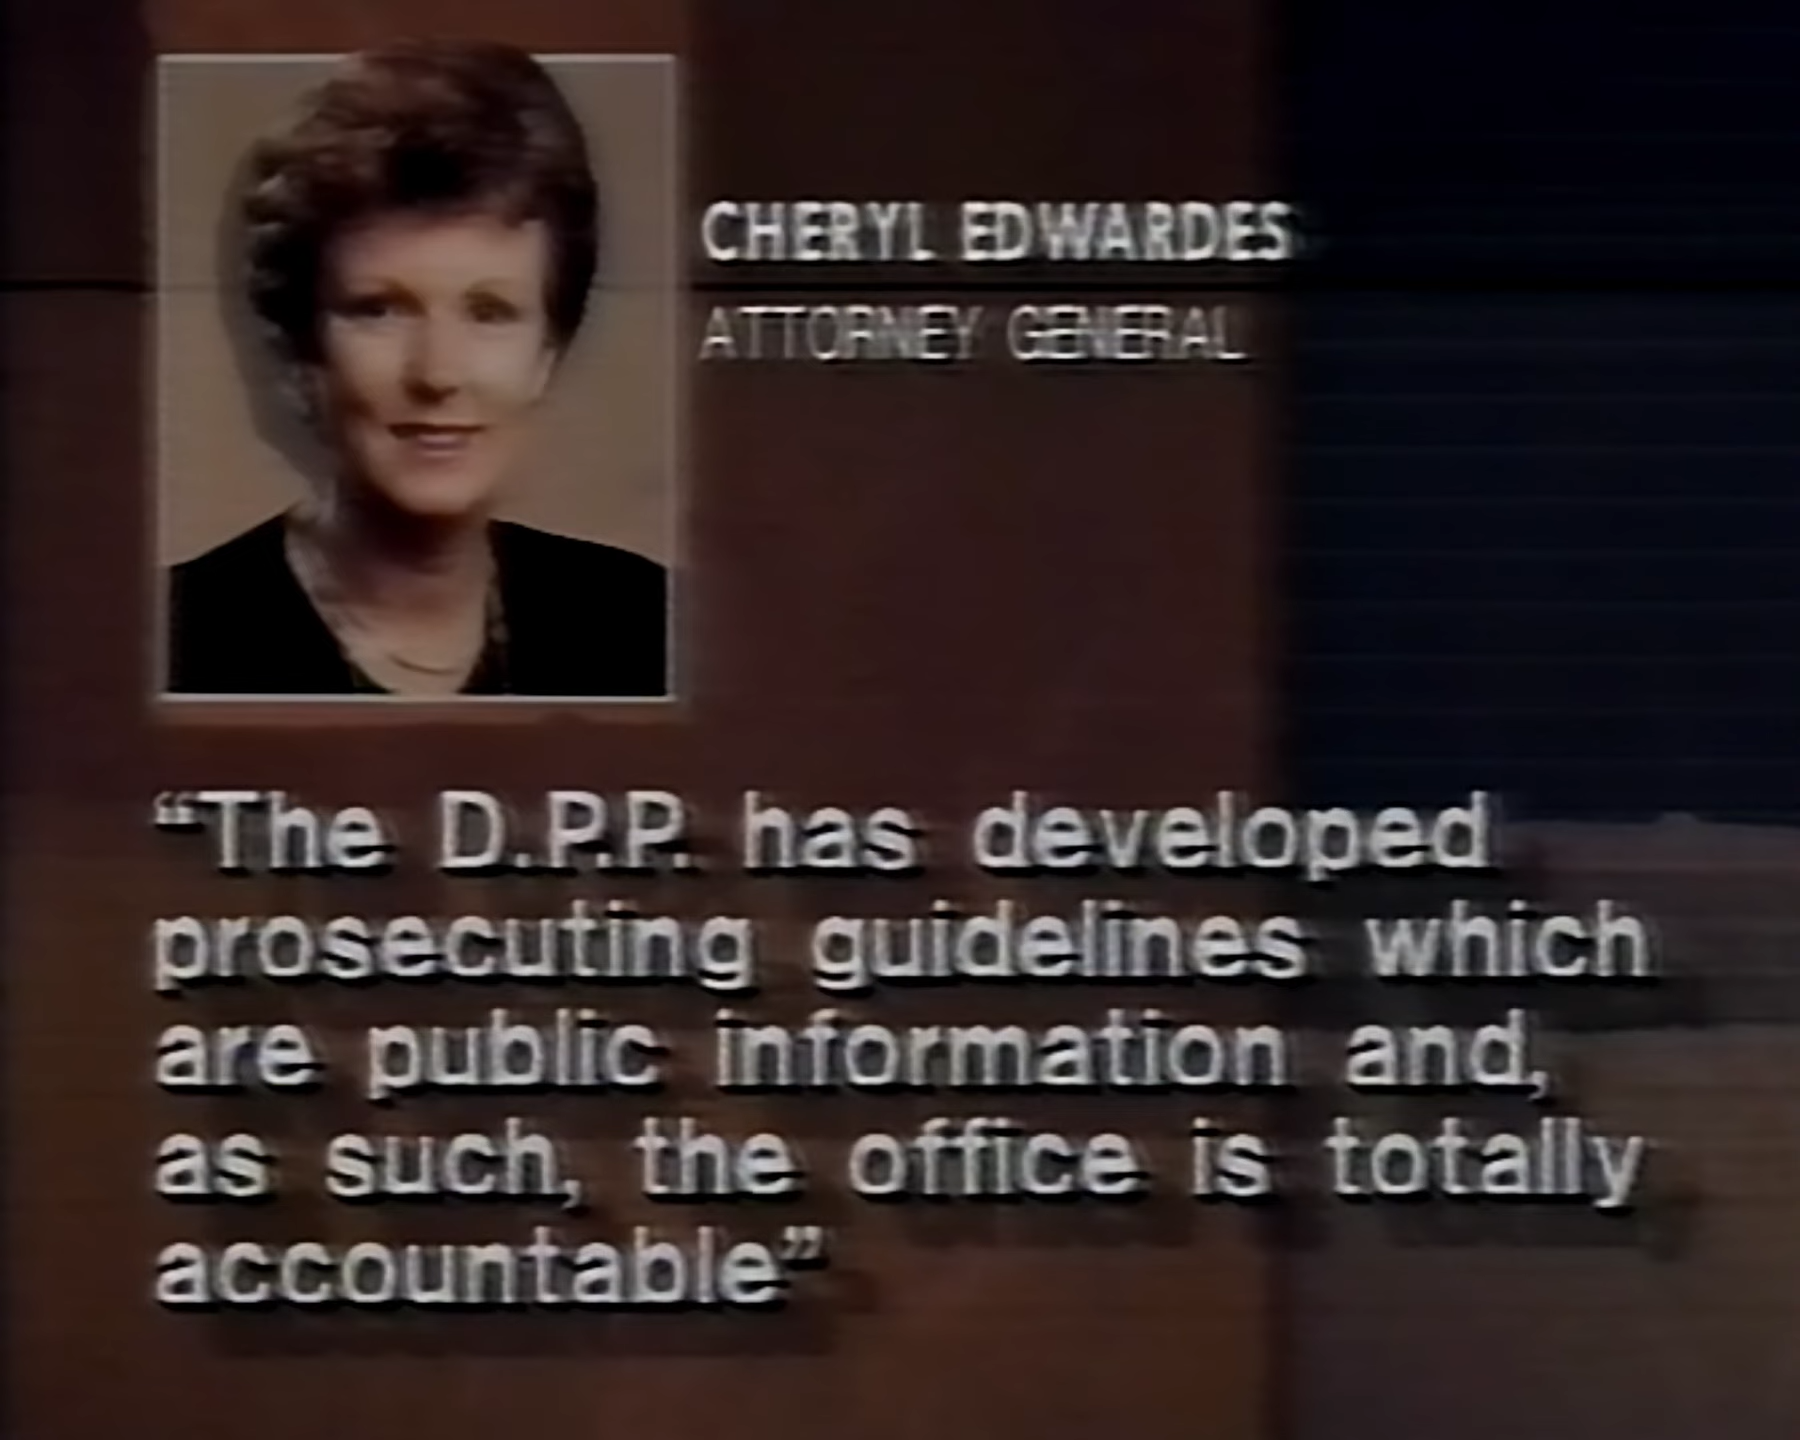 CHERYL EDWARDES
ATTORNEY GENERAL
“The D.P.P. has developed
prosecuting guidelines which
are public information and,
as such, the office is totally
accountable”